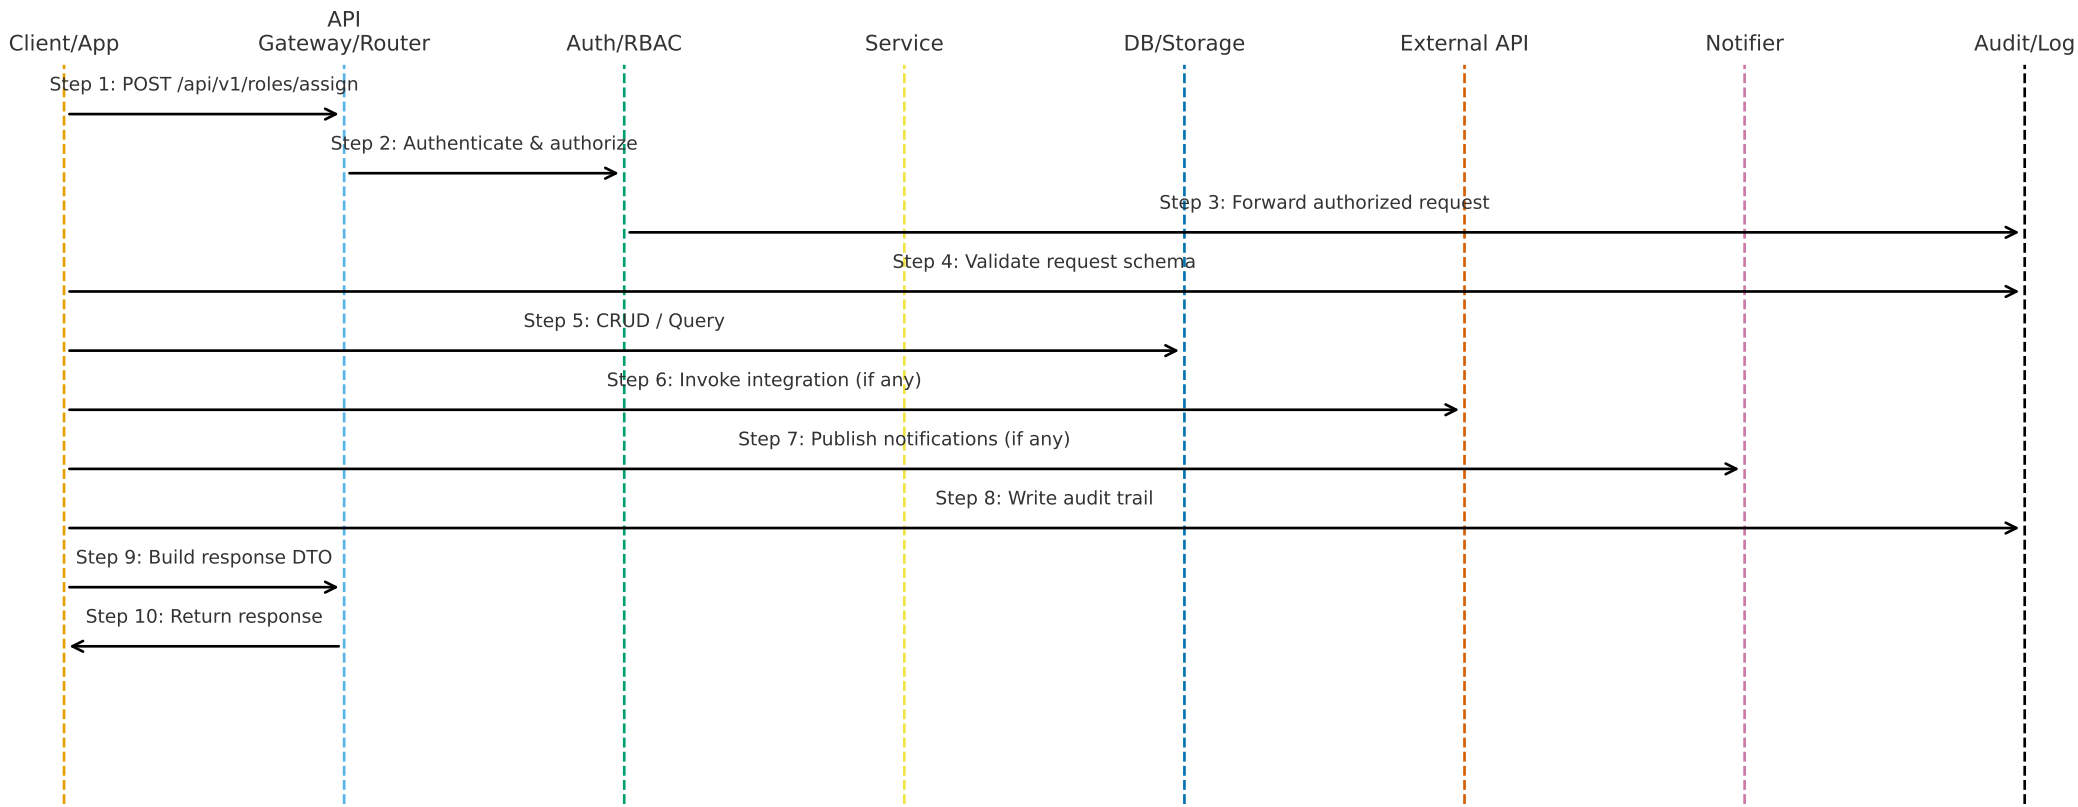 API
Client/App
Gateway/Router
Auth/RBAC
Service
DB/Storage
External API
Notifier
Audit/Log
Step 1: POST /api/v1/roles/assign
Step 2: Authenticate & authorize
Step 3: Forward authorized request
Step 4: Validate request schema
Step 5: CRUD / Query
Step 6: Invoke integration (if any)
Step 7: Publish notifications (if any)
Step 8: Write audit trail
Step 9: Build response DTO
Step 10: Return response